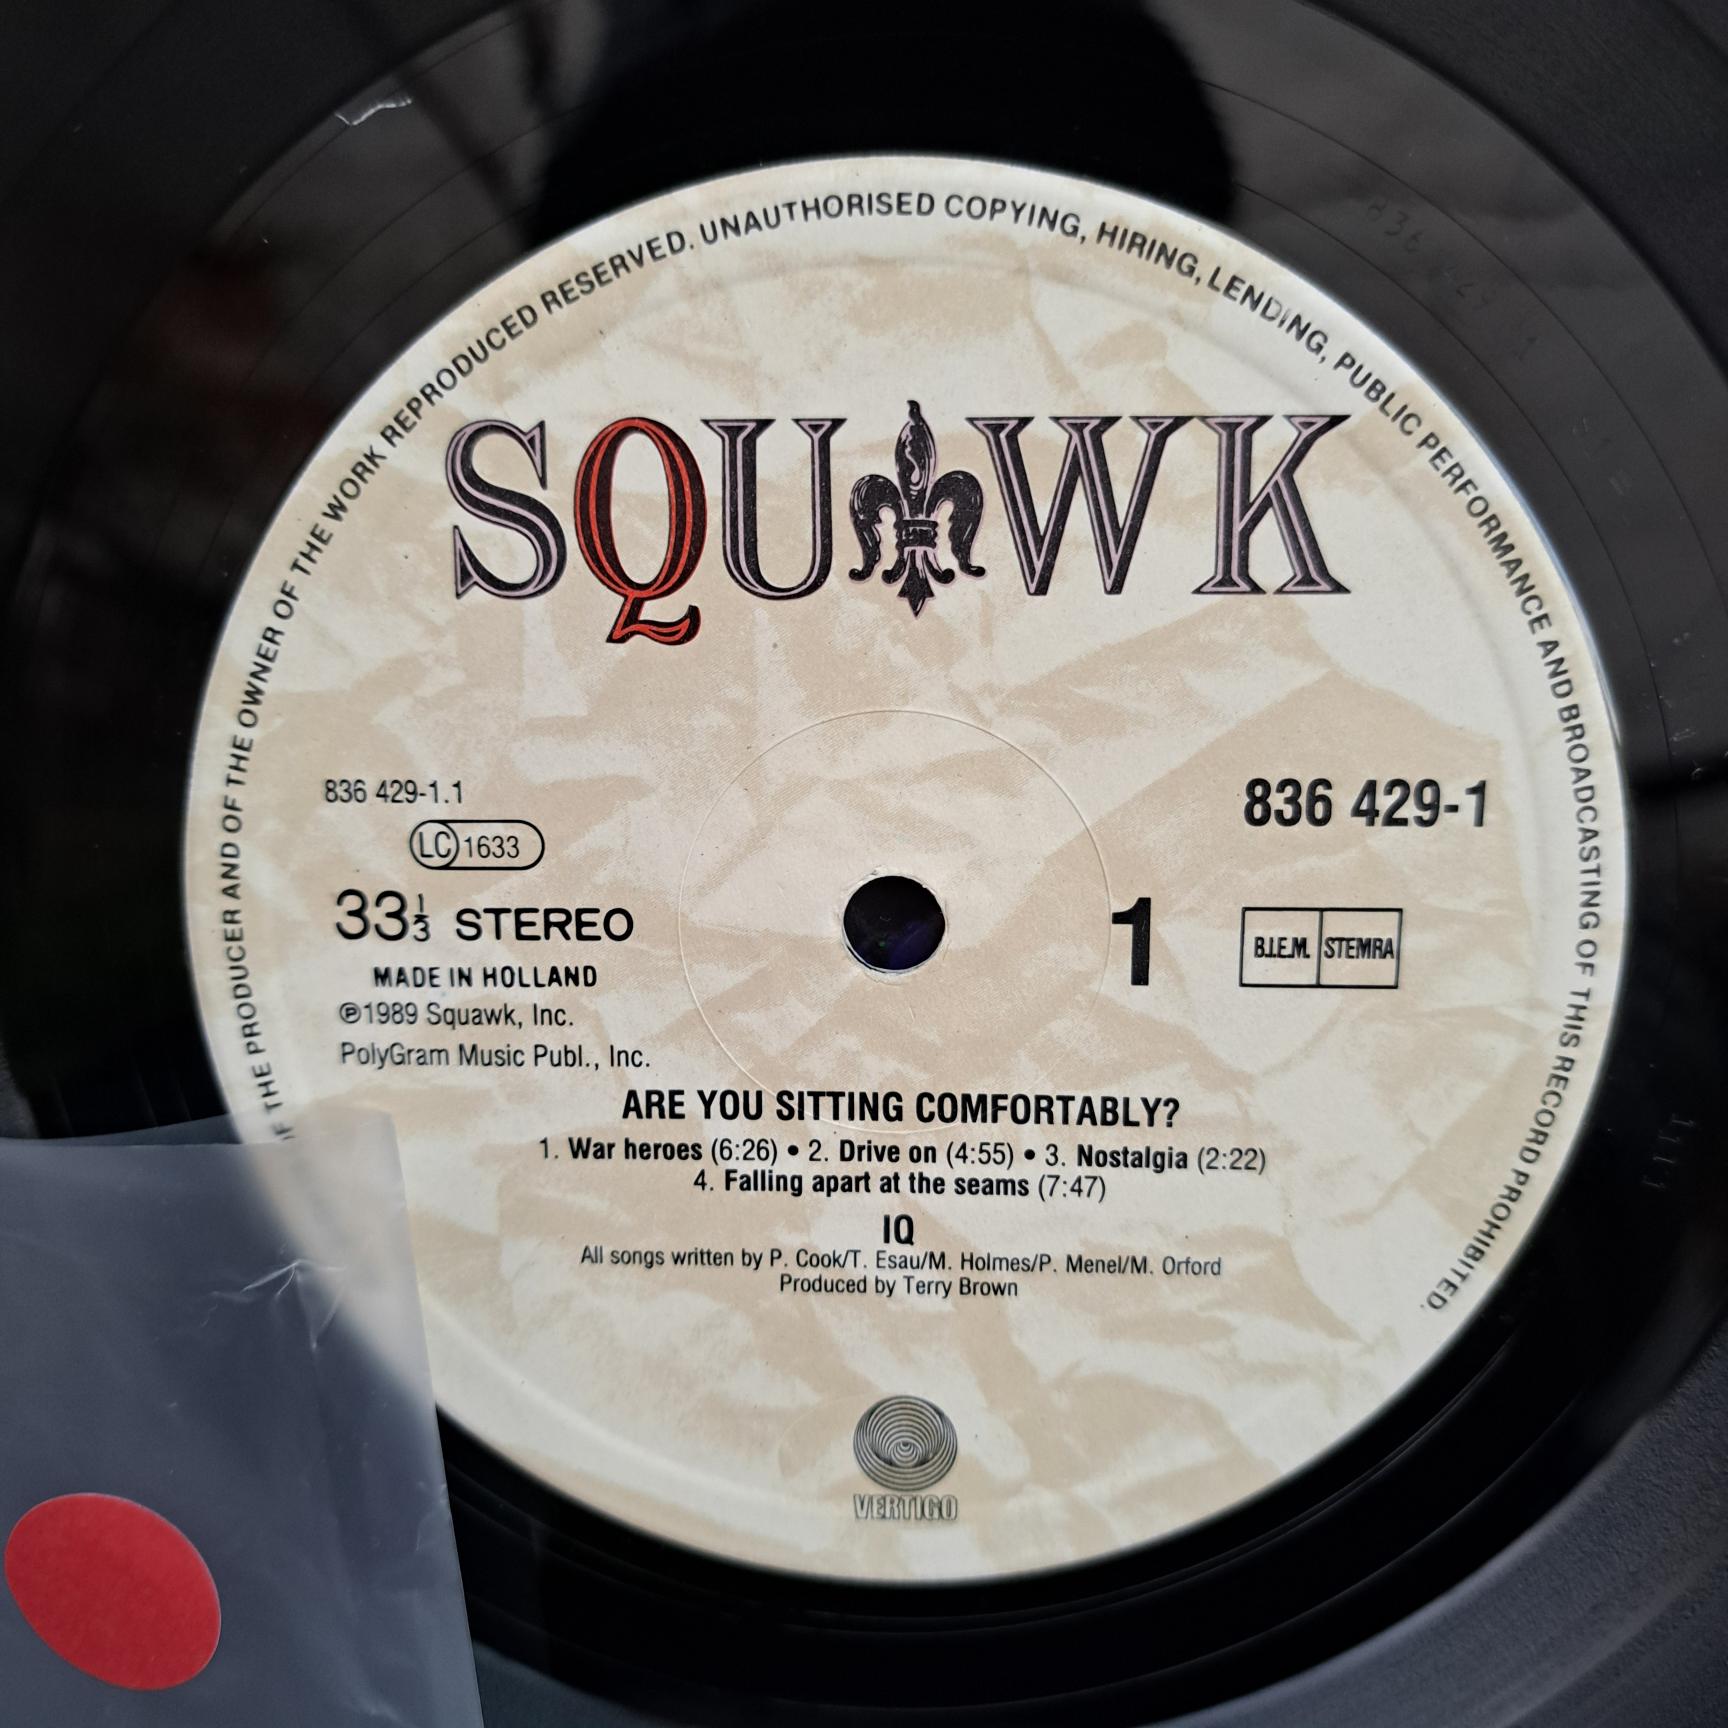 IF THE PRODUCER AND OF THE OWNER OF THE WORK REPRODUCED RESERVED. UNAUTHORISED COPYING, HIRING, LENDING, PUBLIC PERFORMANCE AND BROADCASTING OF THIS RECORD PROHIBITED.
SQUAWK
836 429-1.1
836 429-1
LC 1633
33⅓ STEREO
1
B.I.E.M. STEMRA
MADE IN HOLLAND
℗1989 Squawk, Inc.
PolyGram Music Publ., Inc.
ARE YOU SITTING COMFORTABLY?
1. War heroes (6:26) • 2. Drive on (4:55) • 3. Nostalgia (2:22)
4. Falling apart at the seams (7:47)
IQ
All songs written by P. Cook/T. Esau/M. Holmes/P. Menel/M. Orford
Produced by Terry Brown
VERTIGO